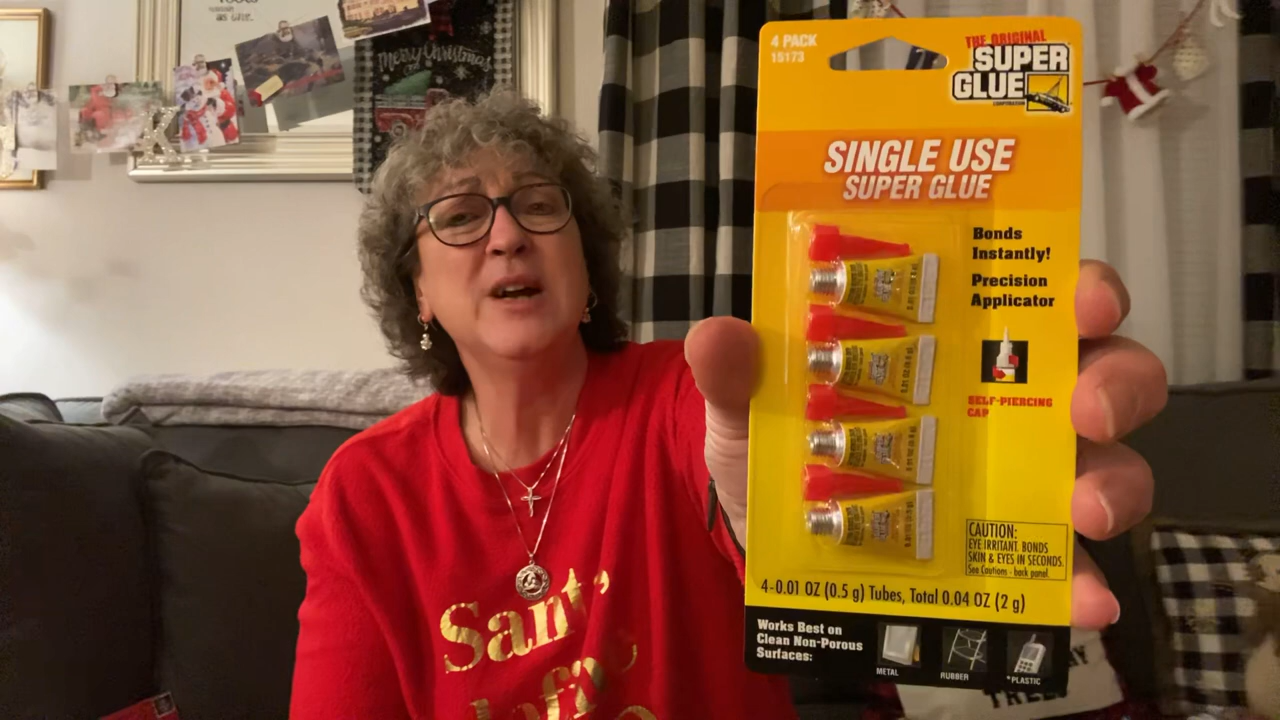 Merry Christmas
K
4 PACK
15173
THE ORIGINAL
SUPER
GLUE
CORPORATION
SINGLE USE
SUPER GLUE
Bonds
Instantly!
Precision
Applicator
SELF-PIERCING
CAP
CAUTION:
EYE IRRITANT. BONDS
SKIN & EYES IN SECONDS.
See Cautions - back panel.
4-0.01 OZ (0.5 g) Tubes, Total 0.04 OZ (2 g)
Works Best on
Clean Non-Porous
Surfaces:
METAL
RUBBER
*PLASTIC
Sant